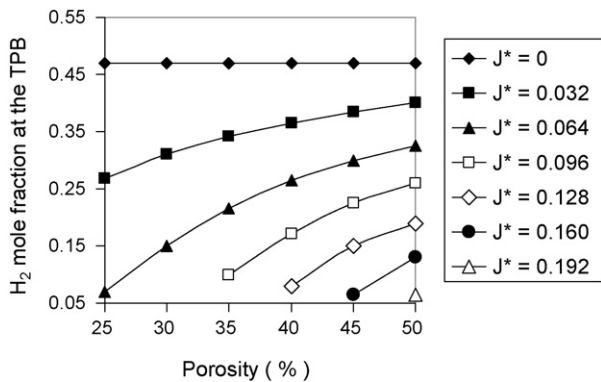 H₂ mole fraction at the TPB
0.55
0.45
0.35
0.25
0.15
0.05
25 30 35 40 45 50
Porosity ( % )
J* = 0
J* = 0.032
J* = 0.064
J* = 0.096
J* = 0.128
J* = 0.160
J* = 0.192